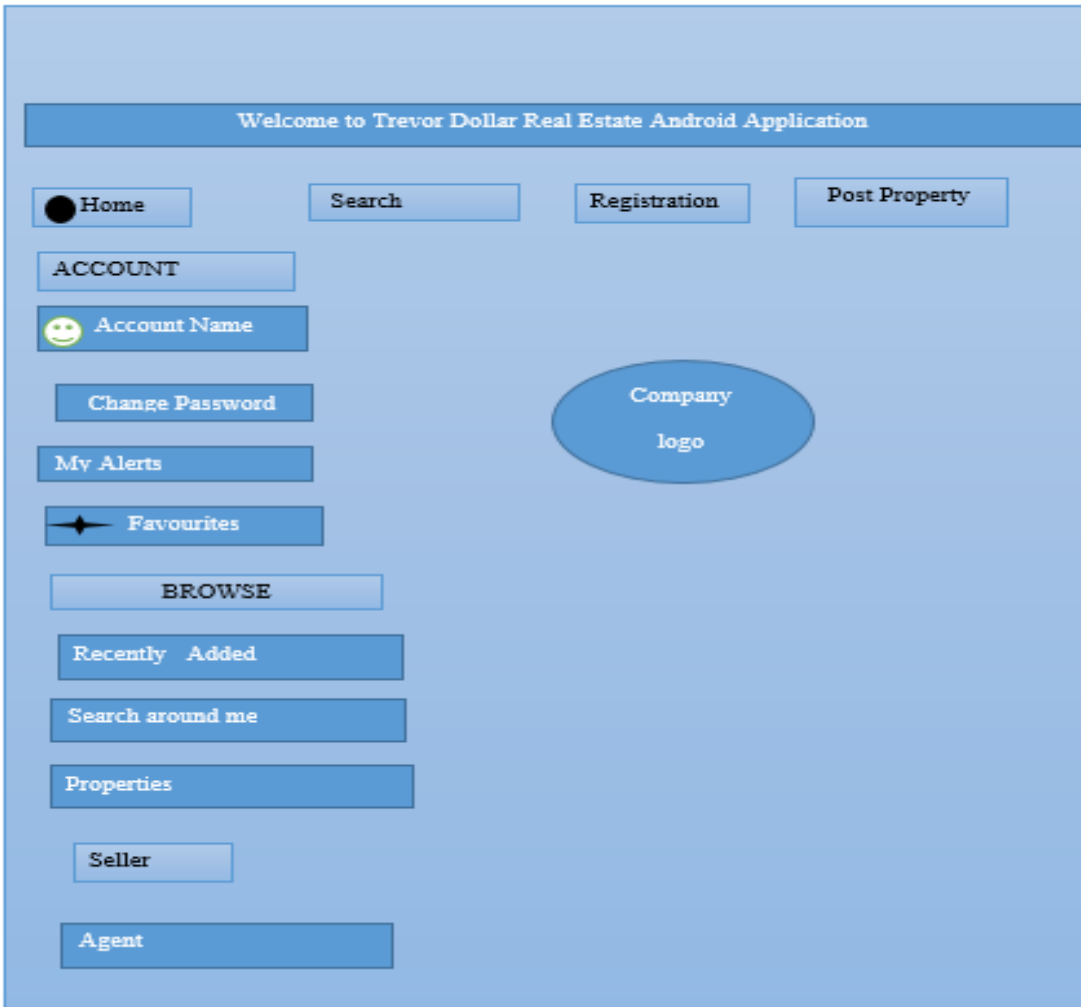 Welcome to Trevor Dollar Real Estate Android Application
Home
Search
Registration
Post Property
ACCOUNT
Account Name
Change Password
My Alerts
Favourites
Company
logo
BROWSE
Recently Added
Search around me
Properties
Seller
Agent